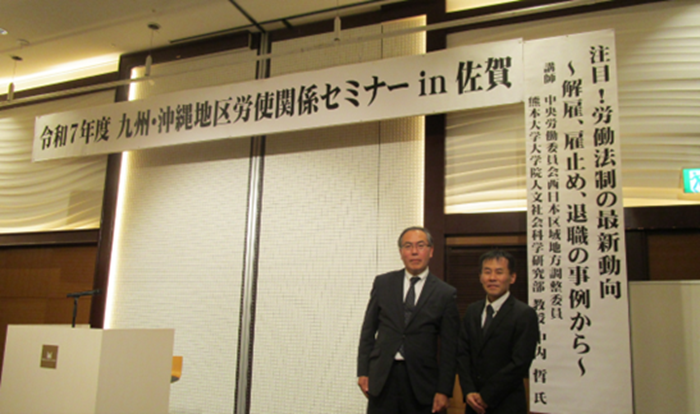 令和7年度 九州・沖縄地区労使関係セミナー in 佐賀
注目!労働法制の最新動向
~解雇、雇止め、退職の事例から~
講師 中央労働委員会西日本区域地方調整委員
熊本大学大学院人文社会科学研究部 教授 中内 哲 氏